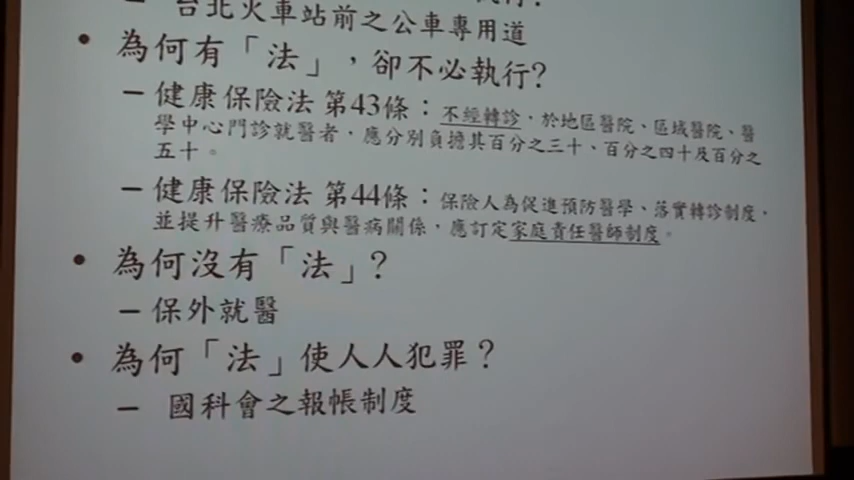 – 台北火車站前之公車專用道
• 為何有「法」，卻不必執行?
– 健康保險法 第43條：不經轉診，於地區醫院、區域醫院、醫
學中心門診就醫者，應分別負擔其百分之三十、百分之四十及百分之
五十。
– 健康保險法 第44條：保險人為促進預防醫學、落實轉診制度，
並提升醫療品質與醫病關係，應訂定家庭責任醫師制度。
• 為何沒有「法」?
– 保外就醫
• 為何「法」使人人犯罪？
– 國科會之報帳制度